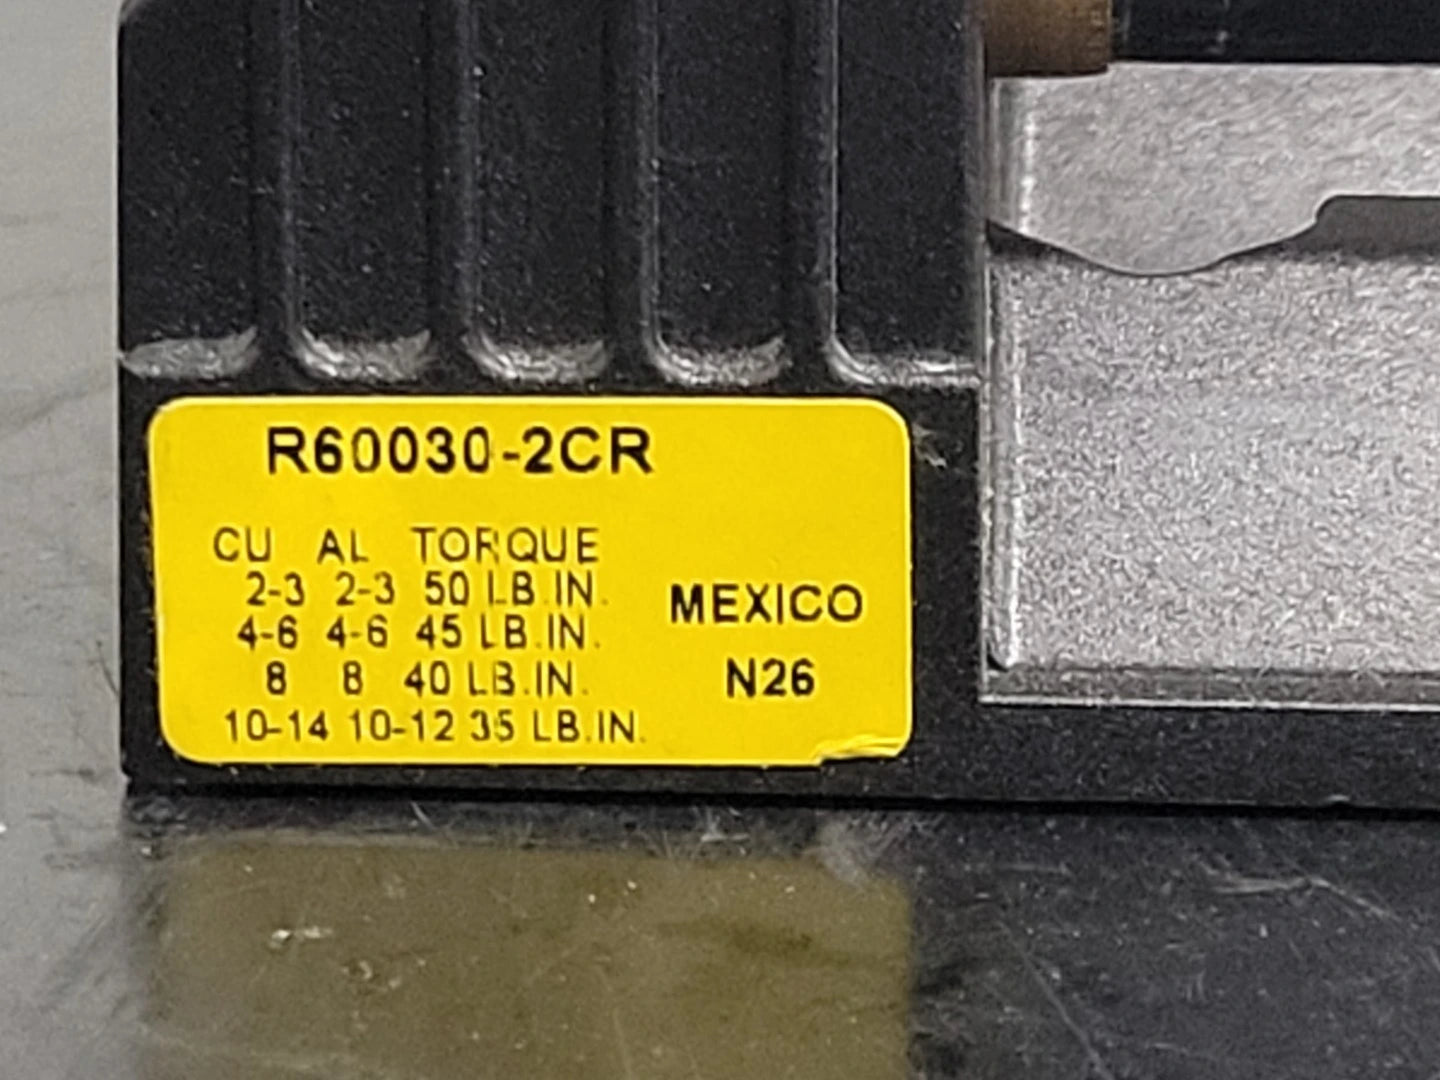 R60030-2CR
CU AL TORQUE
2-3 2-3 50 LB.IN.
4-6 4-6 45 LB.IN.
8 8 40 LB.IN.
10-14 10-12 35 LB.IN.
MEXICO
N26